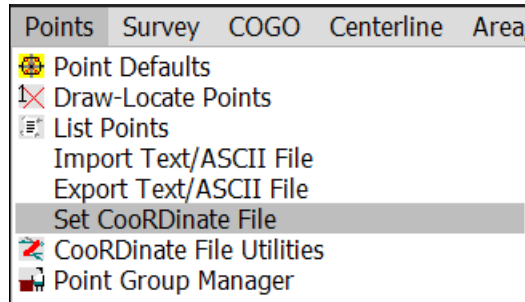 Points Survey COGO Centerline Area
Point Defaults
1 Draw-Locate Points
List Points
Import Text/ASCII File
Export Text/ASCII File
Set CooRDinate File
CooRDinate File Utilities
Point Group Manager